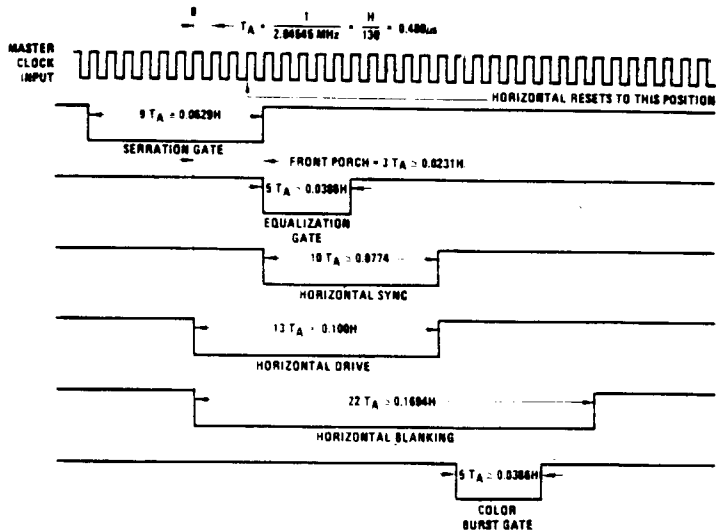 T_A = 1 / 2.04545 MHz = H / 130 = 0.488µs
MASTER
CLOCK
INPUT
HORIZONTAL RESETS TO THIS POSITION
9 T_A ≅ 0.0629H
SERRATION GATE
FRONT PORCH = 3 T_A ≅ 0.0231H
5 T_A ≅ 0.0386H
EQUALIZATION
GATE
10 T_A ≅ 0.0774
HORIZONTAL SYNC
13 T_A ≅ 0.100H
HORIZONTAL DRIVE
22 T_A ≅ 0.1694H
HORIZONTAL BLANKING
5 T_A ≅ 0.0386H
COLOR
BURST GATE